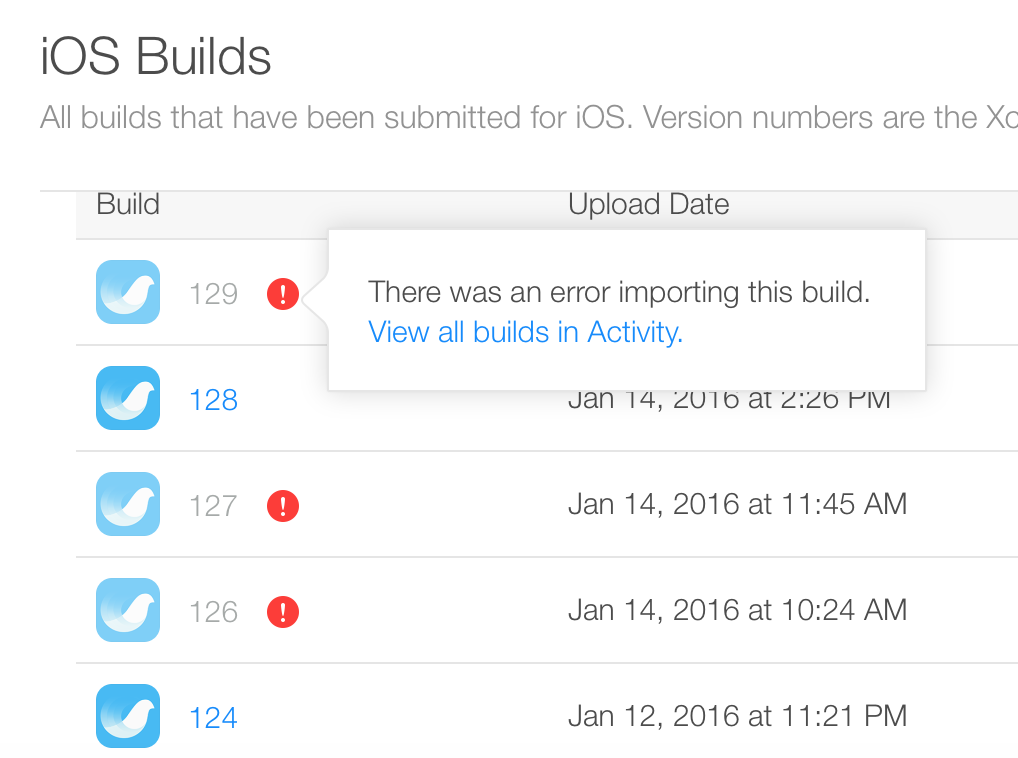 iOS Builds
All builds that have been submitted for iOS. Version numbers are the Xc
Build Upload Date
129 ! There was an error importing this build.
View all builds in Activity.
128 Jan 14, 2016 at 2:26 PM
127 ! Jan 14, 2016 at 11:45 AM
126 ! Jan 14, 2016 at 10:24 AM
124 Jan 12, 2016 at 11:21 PM